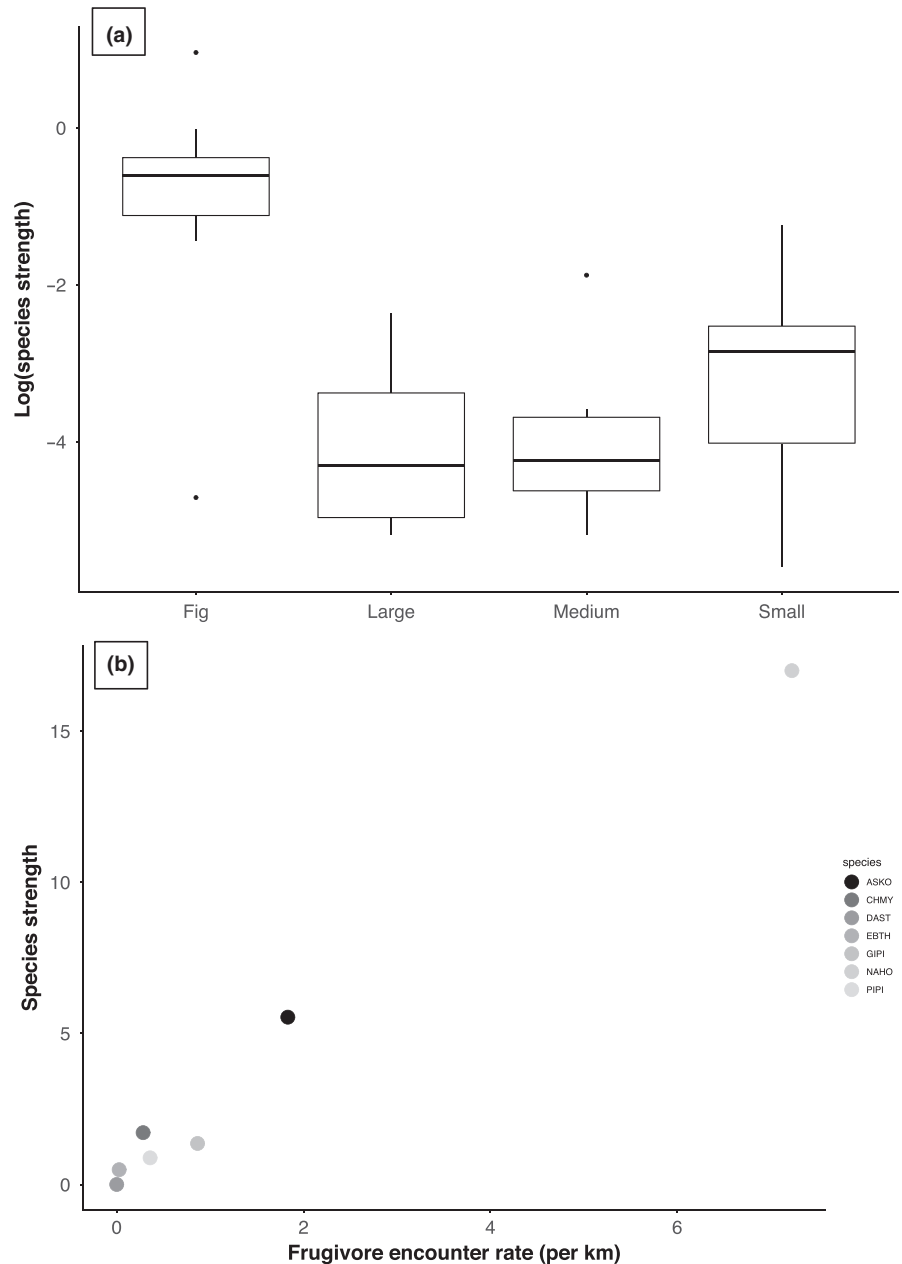 (a)
0
−2
−4
Log(species strength)
Fig Large Medium Small
(b)
15
10
5
0
Species strength
0 2 4 6
Frugivore encounter rate (per km)
species
ASKO
CHMY
DAST
EBTH
GIPI
NAHO
PIPI